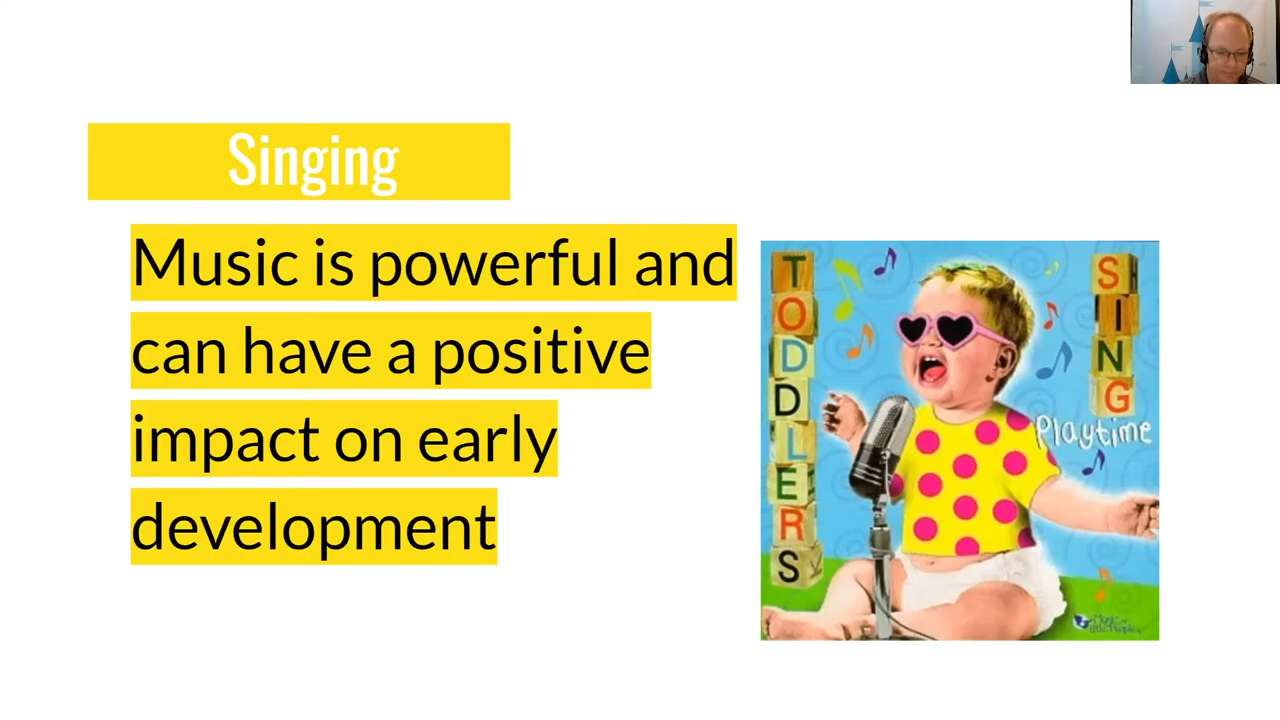 Singing
Music is powerful and
can have a positive
impact on early
development
TODDLERS
SING
Playtime